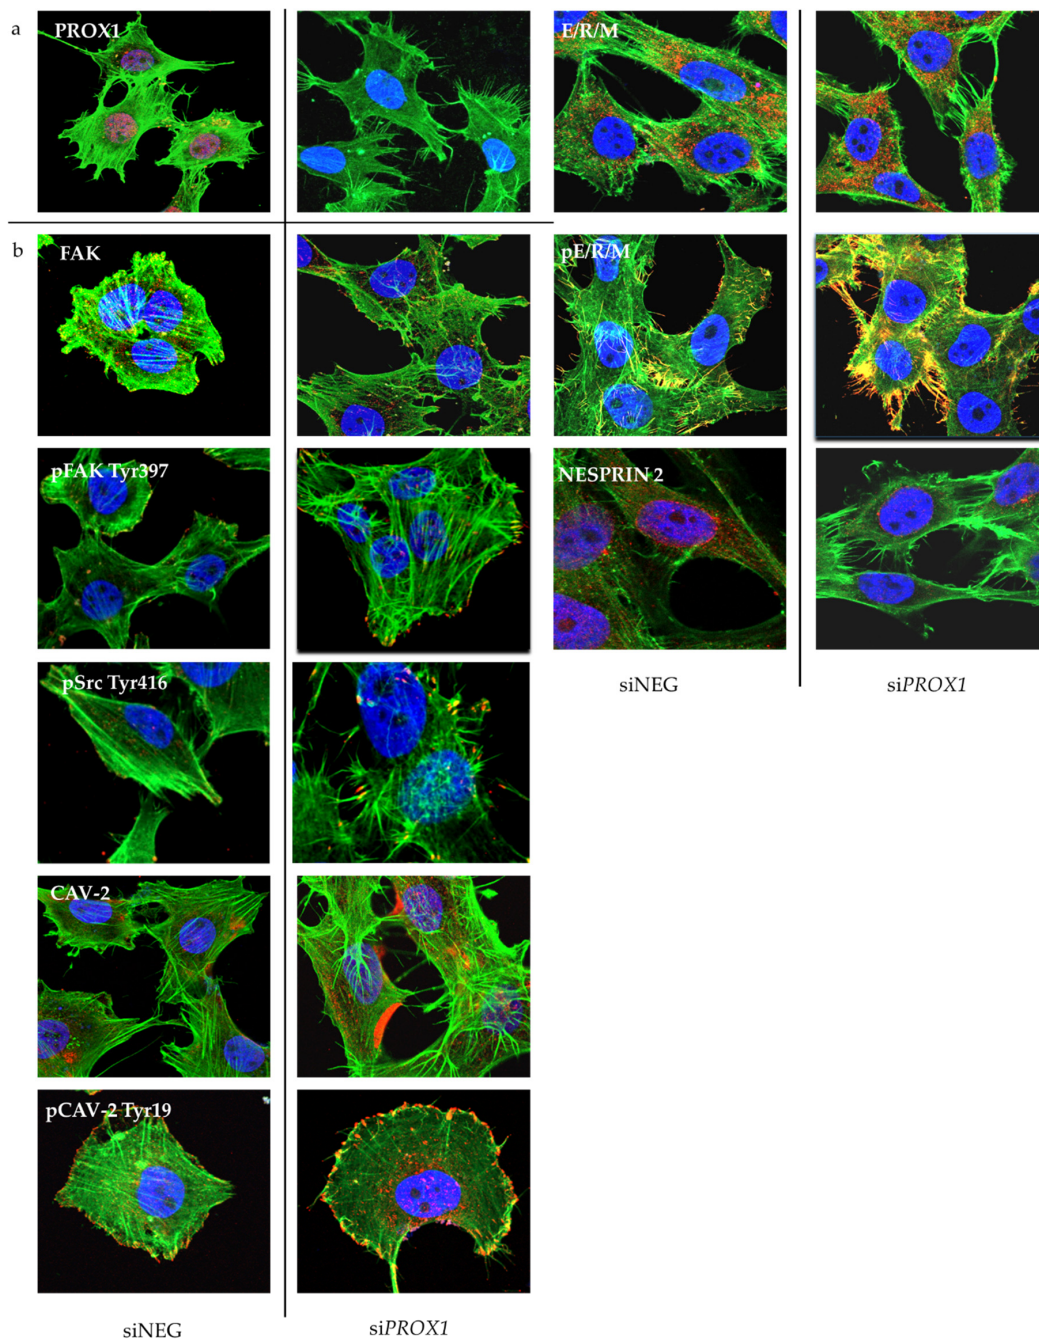 a
PROX1
E/R/M
b
FAK
pE/R/M
pFAK Tyr397
NESPRIN 2
pSrc Tyr416
siNEG
siPROX1
CAV-2
pCAV-2 Tyr19
siNEG
siPROX1